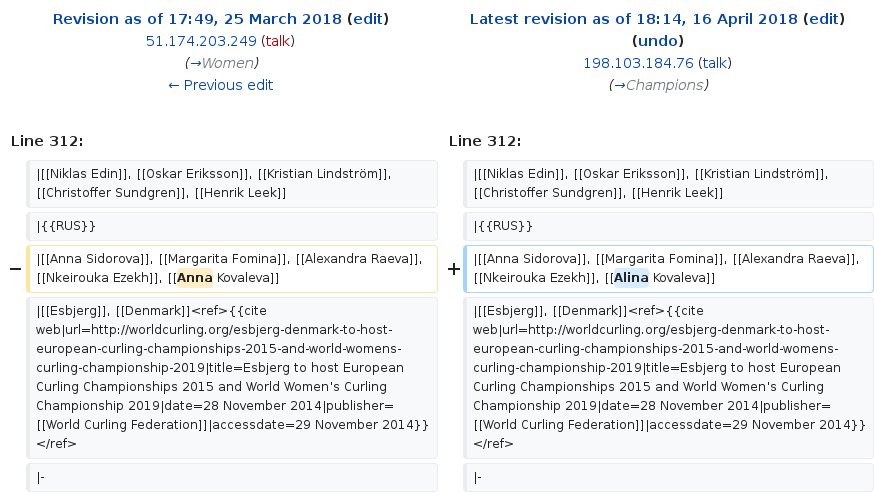 Revision as of 17:49, 25 March 2018 (edit)
51.174.203.249 (talk)
(→Women)
← Previous edit
Latest revision as of 18:14, 16 April 2018 (edit)
(undo)
198.103.184.76 (talk)
(→Champions)
Line 312:
|[[Niklas Edin]], [[Oskar Eriksson]], [[Kristian Lindström]],
[[Christoffer Sundgren]], [[Henrik Leek]]
|{{RUS}}
−
|[[Anna Sidorova]], [[Margarita Fomina]], [[Alexandra Raeva]],
[[Nkeirouka Ezekh]], [[Anna Kovaleva]]
|[[Esbjerg]], [[Denmark]]<ref>{{cite
web|url=http://worldcurling.org/esbjerg-denmark-to-host-
european-curling-championships-2015-and-world-womens-
curling-championship-2019|title=Esbjerg to host European
Curling Championships 2015 and World Women's Curling
Championship 2019|date=28 November 2014|publisher=
[[World Curling Federation]]|accessdate=29 November 2014}}
</ref>
|-
Line 312:
|[[Niklas Edin]], [[Oskar Eriksson]], [[Kristian Lindström]],
[[Christoffer Sundgren]], [[Henrik Leek]]
|{{RUS}}
+
|[[Anna Sidorova]], [[Margarita Fomina]], [[Alexandra Raeva]],
[[Nkeirouka Ezekh]], [[Alina Kovaleva]]
|[[Esbjerg]], [[Denmark]]<ref>{{cite
web|url=http://worldcurling.org/esbjerg-denmark-to-host-
european-curling-championships-2015-and-world-womens-
curling-championship-2019|title=Esbjerg to host European
Curling Championships 2015 and World Women's Curling
Championship 2019|date=28 November 2014|publisher=
[[World Curling Federation]]|accessdate=29 November 2014}}
</ref>
|-